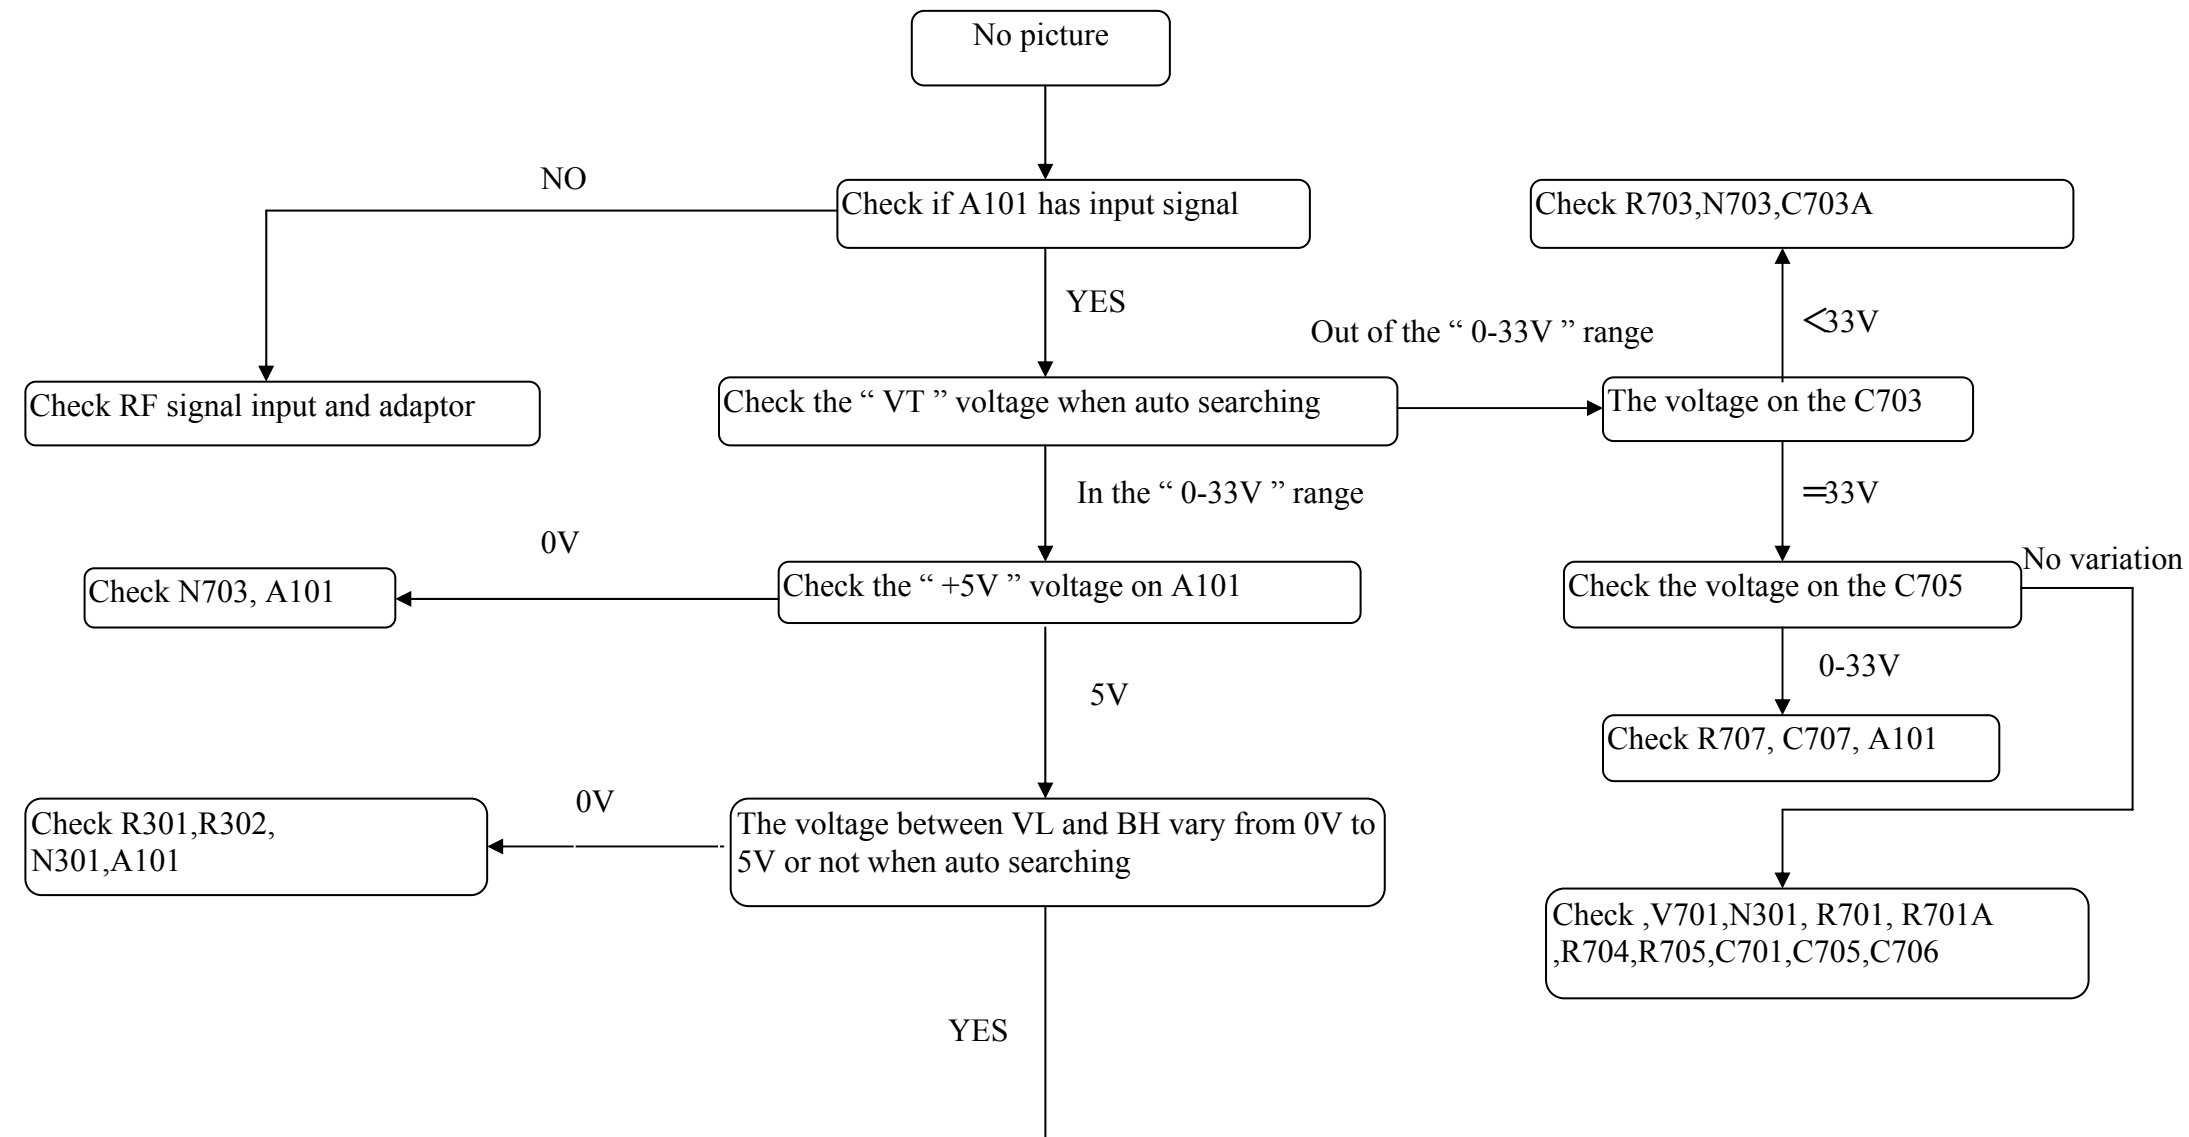 No picture
NO
Check if A101 has input signal
Check R703,N703,C703A
YES
<33V
Out of the “ 0-33V ” range
Check RF signal input and adaptor
Check the “ VT ” voltage when auto searching
The voltage on the C703
In the “ 0-33V ” range
=33V
0V
No variation
Check N703, A101
Check the “ +5V ” voltage on A101
Check the voltage on the C705
0-33V
5V
Check R707, C707, A101
0V
Check R301,R302,
N301,A101
The voltage between VL and BH vary from 0V to
5V or not when auto searching
Check ,V701,N301, R701, R701A
,R704,R705,C701,C705,C706
YES